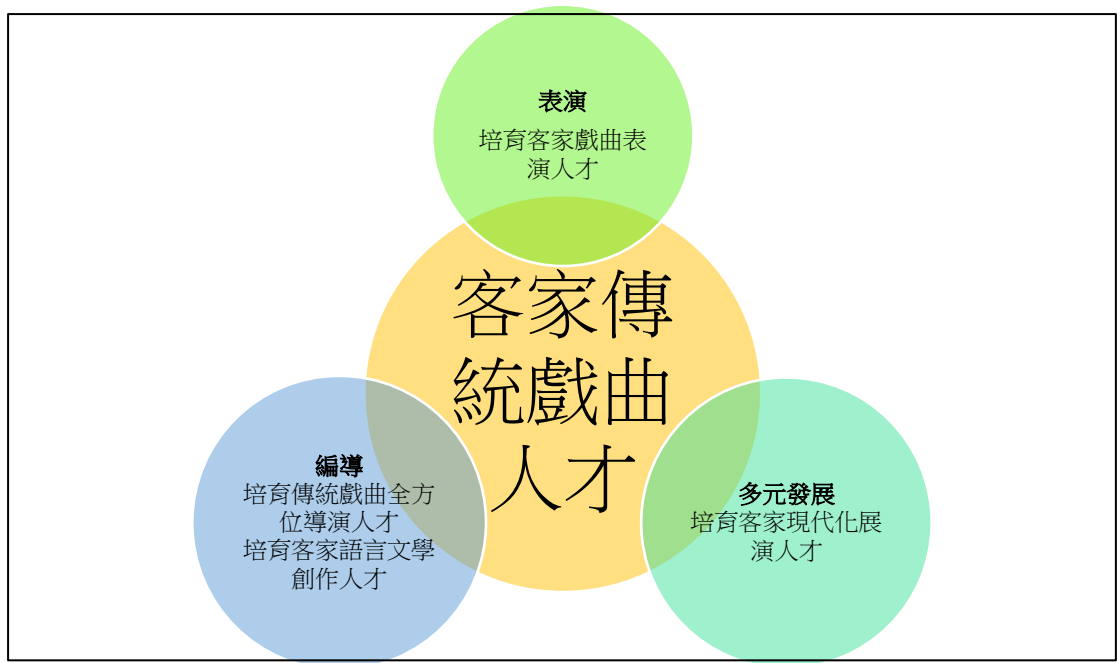 表演
培育客家戲曲表
演人才
客家傳
統戲曲
人才
編導
培育傳統戲曲全方
位導演人才
培育客家語言文學
創作人才
多元發展
培育客家現代化展
演人才